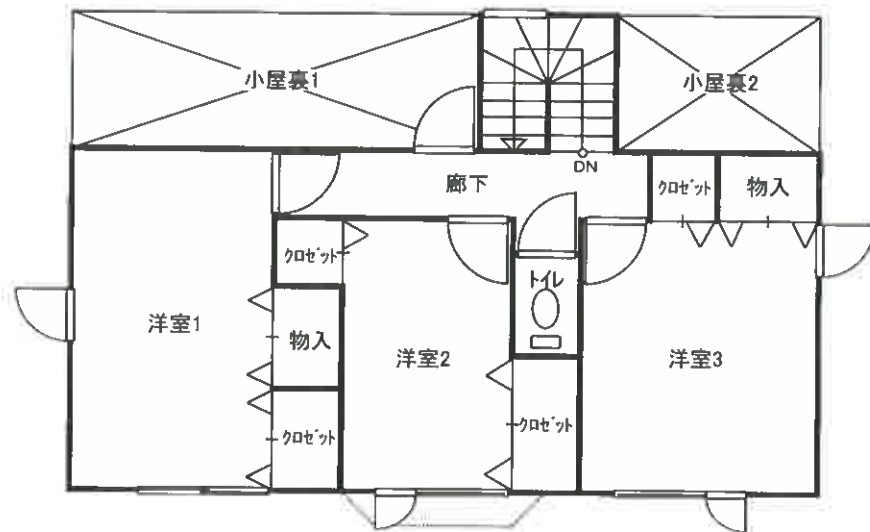 小屋裏1
小屋裏2
DN
廊下
クロゼット
物入
クロゼット
トイレ
洋室1
物入
洋室2
洋室3
クロゼット
クロゼット